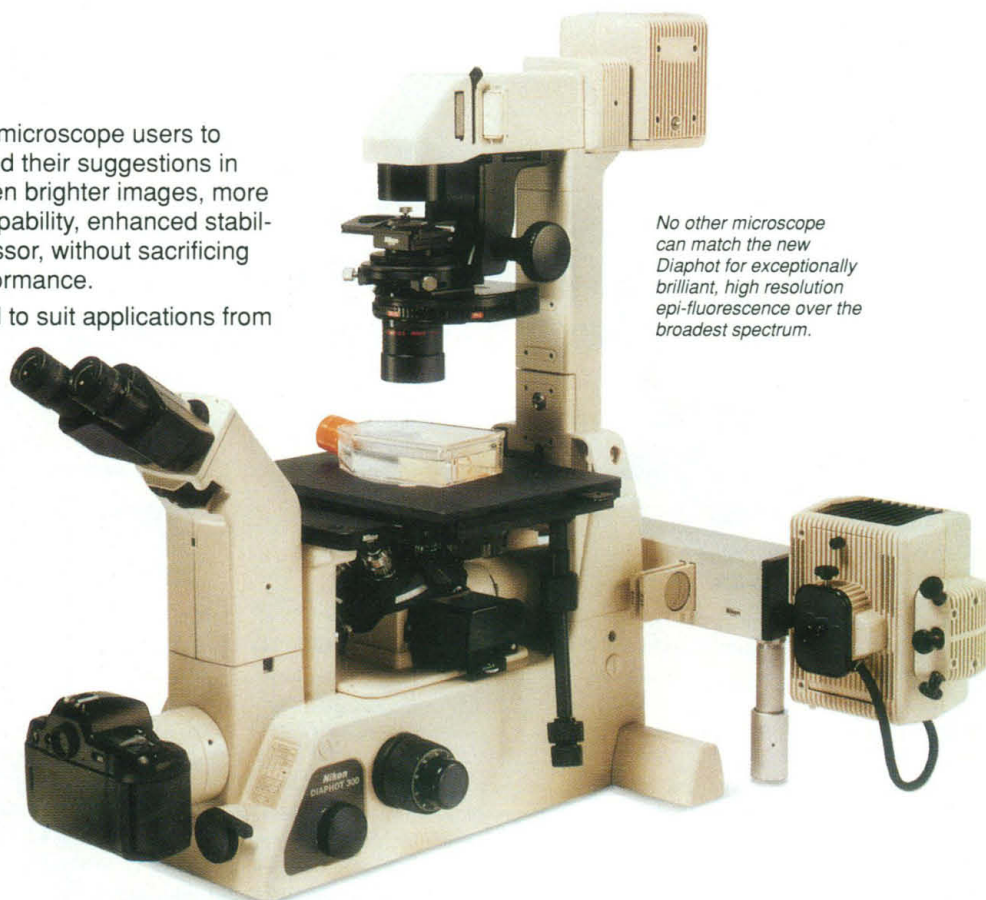 microscope users to
d their suggestions in
en brighter images, more
pability, enhanced stabil-
ssor, without sacrificing
ormance.
l to suit applications from
No other microscope
can match the new
Diaphot for exceptionally
brilliant, high resolution
epi-fluorescence over the
broadest spectrum.
Nikon
DIAPHOT 300